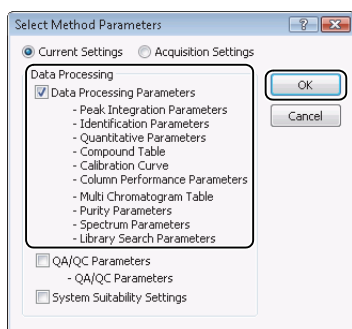 Select Method Parameters
Current Settings Acquisition Settings
Data Processing
Data Processing Parameters
- Peak Integration Parameters
- Identification Parameters
- Quantitative Parameters
- Compound Table
- Calibration Curve
- Column Performance Parameters
- Multi Chromatogram Table
- Purity Parameters
- Spectrum Parameters
- Library Search Parameters
QA/QC Parameters
- QA/QC Parameters
System Suitability Settings
OK
Cancel